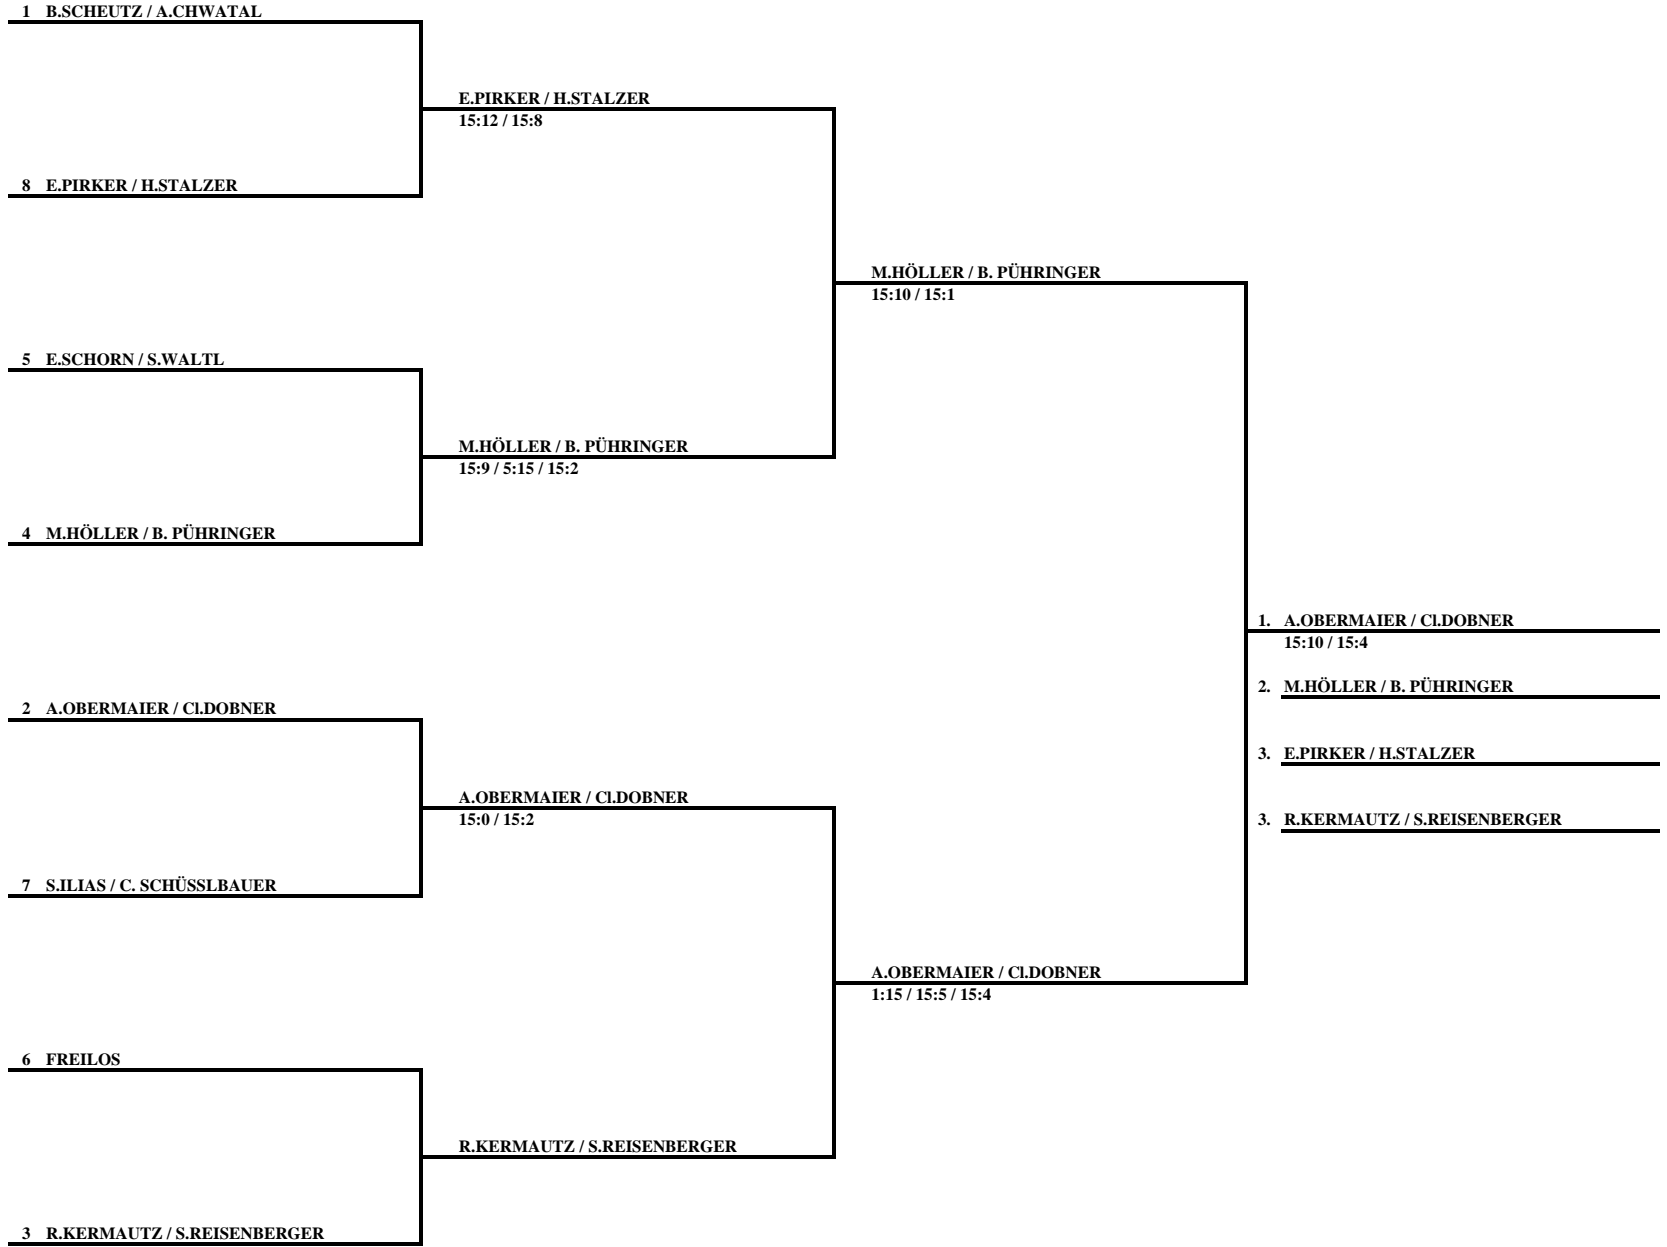 1 B.SCHEUTZ / A.CHWATAL
E.PIRKER / H.STALZER
15:12 / 15:8
8 E.PIRKER / H.STALZER
M.HÖLLER / B. PÜHRINGER
15:10 / 15:1
5 E.SCHORN / S.WALTL
M.HÖLLER / B. PÜHRINGER
15:9 / 5:15 / 15:2
4 M.HÖLLER / B. PÜHRINGER
1. A.OBERMAIER / Cl.DOBNER
15:10 / 15:4
2. M.HÖLLER / B. PÜHRINGER
2 A.OBERMAIER / Cl.DOBNER
3. E.PIRKER / H.STALZER
A.OBERMAIER / Cl.DOBNER
15:0 / 15:2
3. R.KERMAUTZ / S.REISENBERGER
7 S.ILIAS / C. SCHÜSSLBAUER
A.OBERMAIER / Cl.DOBNER
1:15 / 15:5 / 15:4
6 FREILOS
R.KERMAUTZ / S.REISENBERGER
3 R.KERMAUTZ / S.REISENBERGER